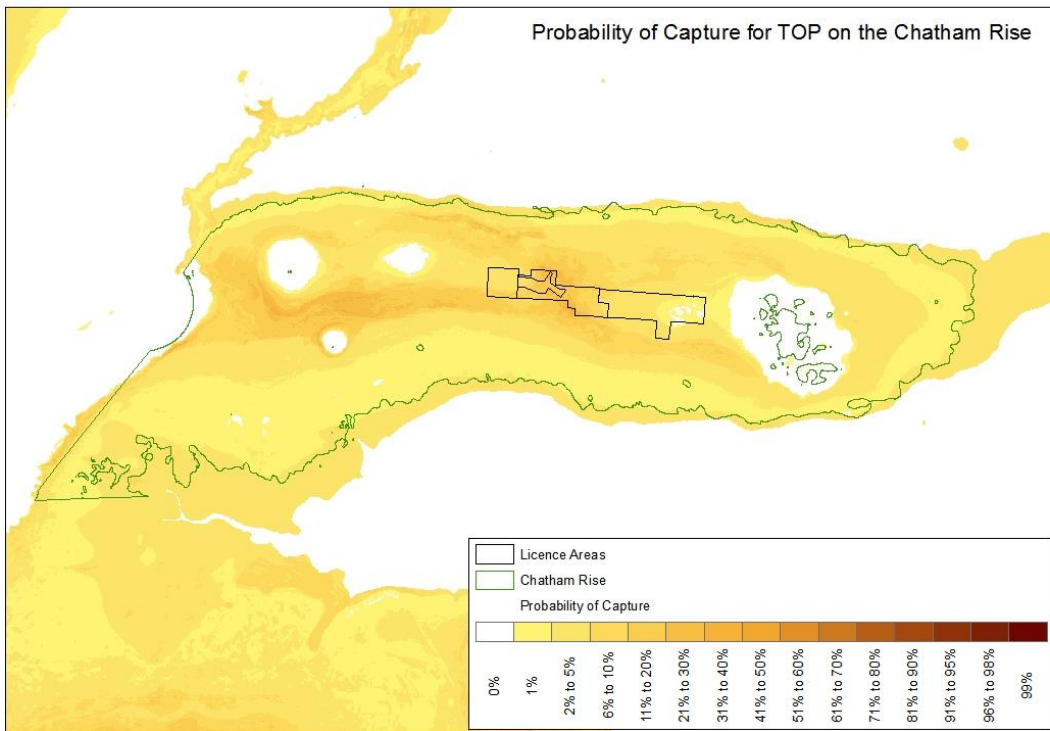 Probability of Capture for TOP on the Chatham Rise
Licence Areas
Chatham Rise
Probability of Capture
0%
1%
2% to 5%
6% to 10%
11% to 20%
21% to 30%
31% to 40%
41% to 50%
51% to 60%
61% to 70%
71% to 80%
81% to 90%
91% to 95%
96% to 98%
99%